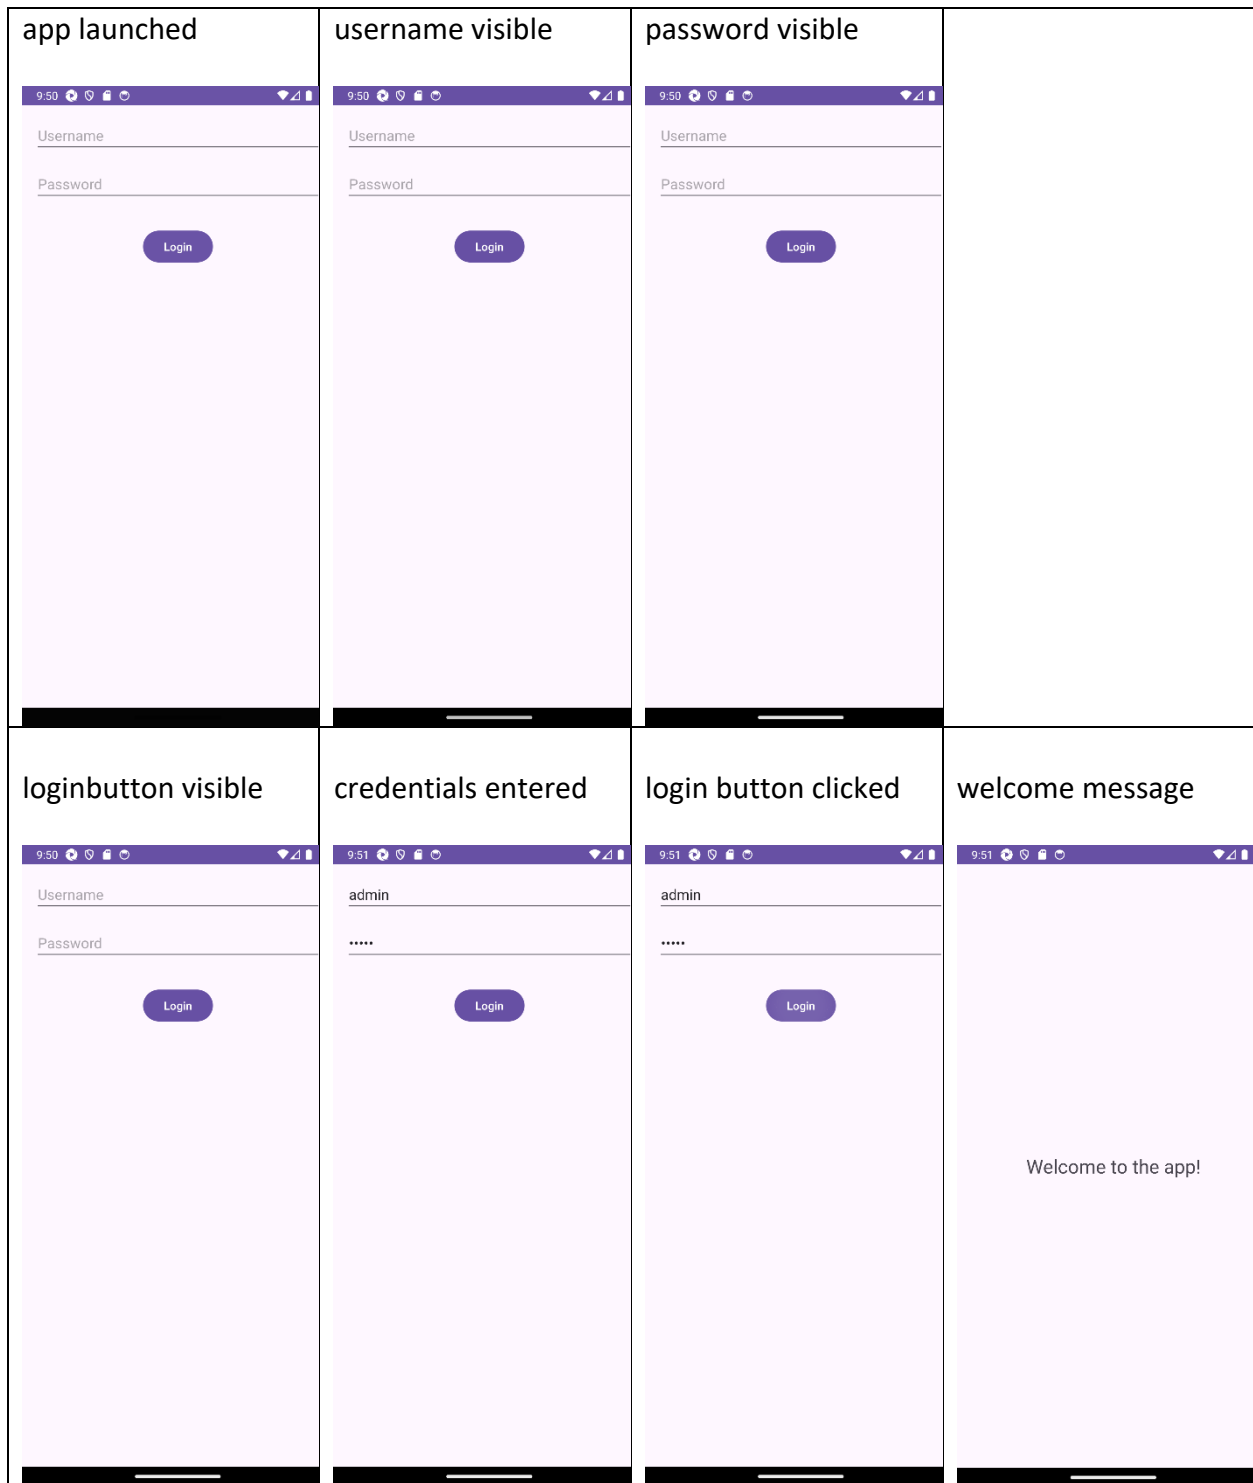 app launched
9:50
Username
Password
Login
username visible
9:50
Username
Password
Login
password visible
9:50
Username
Password
Login
loginbutton visible
9:50
Username
Password
Login
credentials entered
9:51
admin
•••••
Login
login button clicked
9:51
admin
•••••
Login
welcome message
9:51
Welcome to the app!